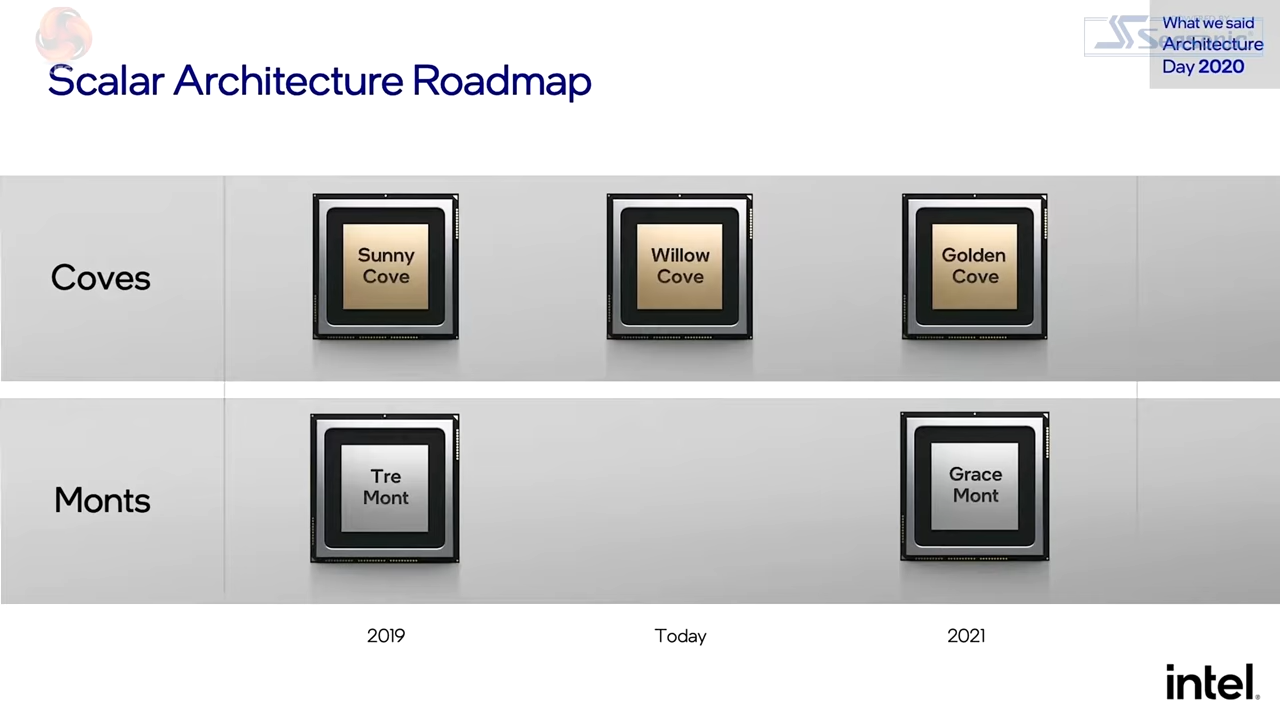 What we said
Architecture
Day 2020
Scalar Architecture Roadmap
Coves
Sunny
Cove
Willow
Cove
Golden
Cove
Monts
Tre
Mont
Grace
Mont
2019
Today
2021
intel.